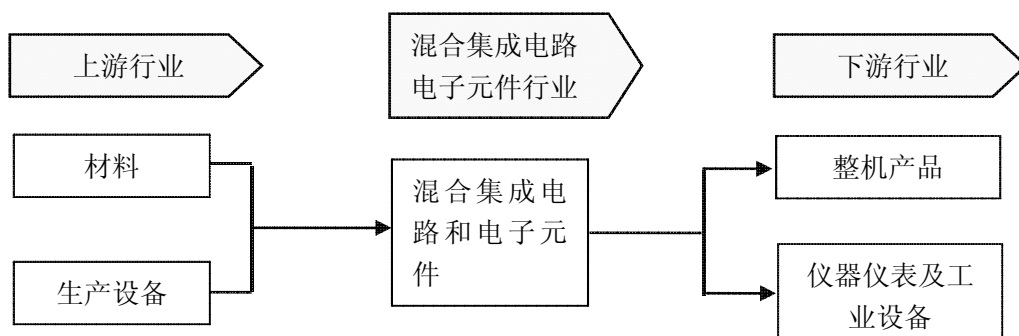 上游行业
混合集成电路
电子元件行业
下游行业
材料
生产设备
混合集成电
路和电子元
件
整机产品
仪器仪表及工
业设备